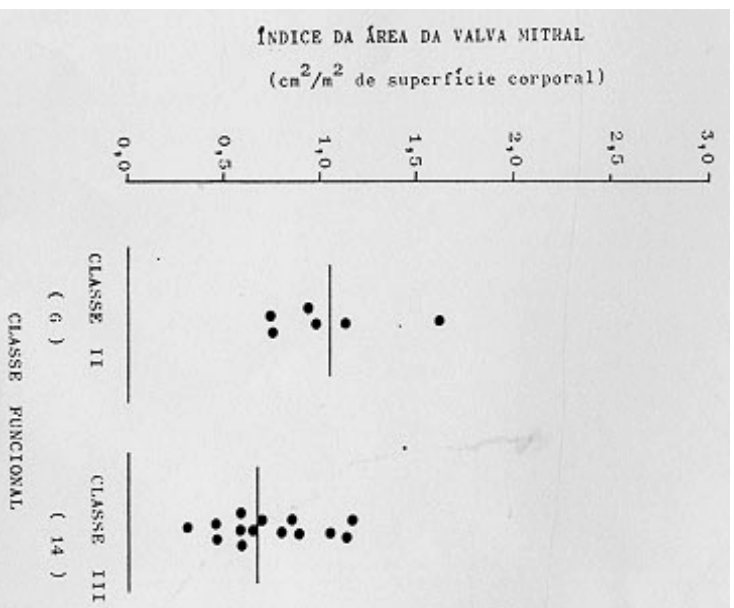 ÍNDICE DA ÁREA DA VALVA MITRAL
(cm²/m² de superfície corporal)
0,0
0,5
1,0
1,5
2,0
2,5
3,0
CLASSE II
( 6 )
CLASSE III
( 14 )
CLASSE FUNCIONAL